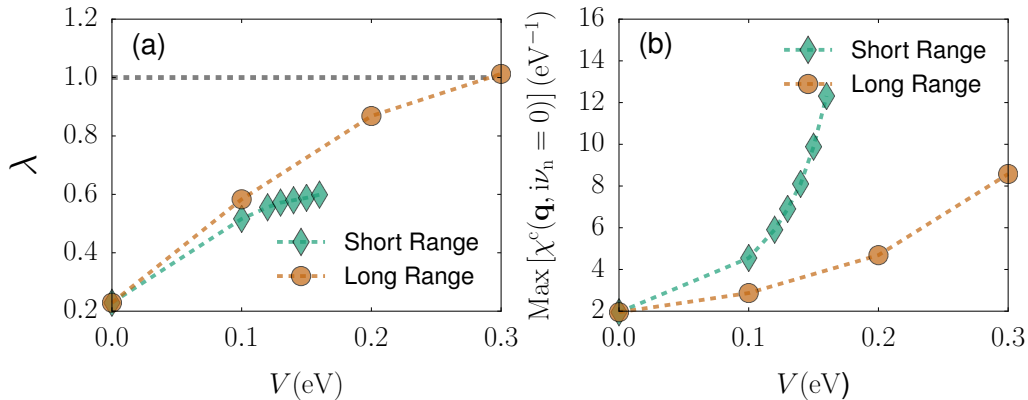 (a)
1.2
1.0
0.8
0.6
0.4
0.2
λ
Short Range
Long Range
0.0 0.1 0.2 0.3
V(eV)
(b)
16
14
12
10
8
6
4
2
Max [χᶜ(q, iνₙ = 0)] (eV⁻¹)
Short Range
Long Range
0.0 0.1 0.2 0.3
V(eV)